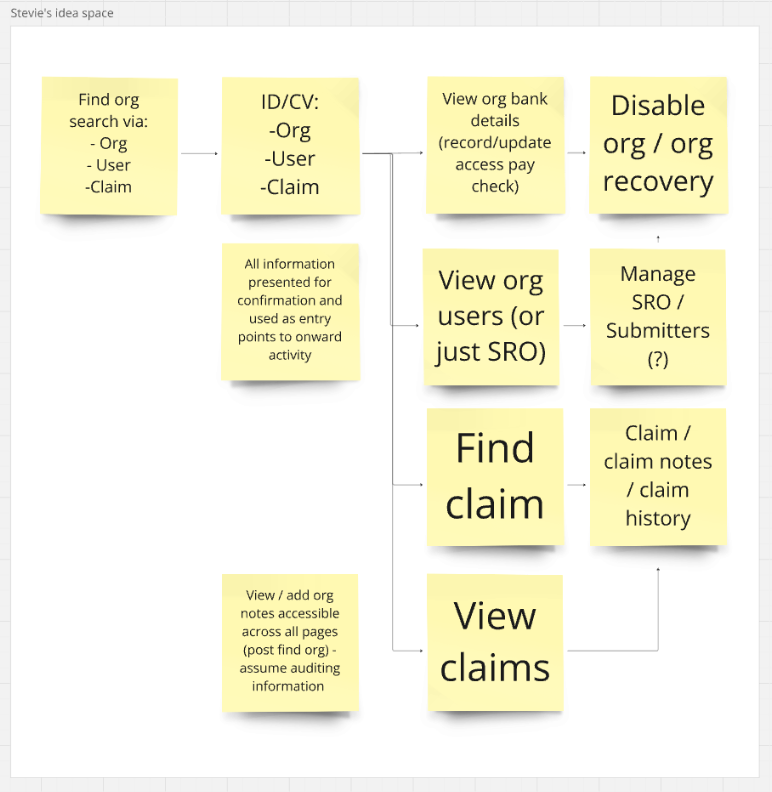 Stevie's idea space
Find org
search via:
- Org
- User
-Claim
ID/CV:
-Org
-User
-Claim
View org bank
details
(record/update
access pay
check)
Disable
org / org
recovery
All information
presented for
confirmation and
used as entry
points to onward
activity
View org
users (or
just SRO)
Manage
SRO /
Submitters
(?)
Find
claim
Claim /
claim notes
/ claim
history
View / add org
notes accessible
across all pages
(post find org) -
assume auditing
information
View
claims